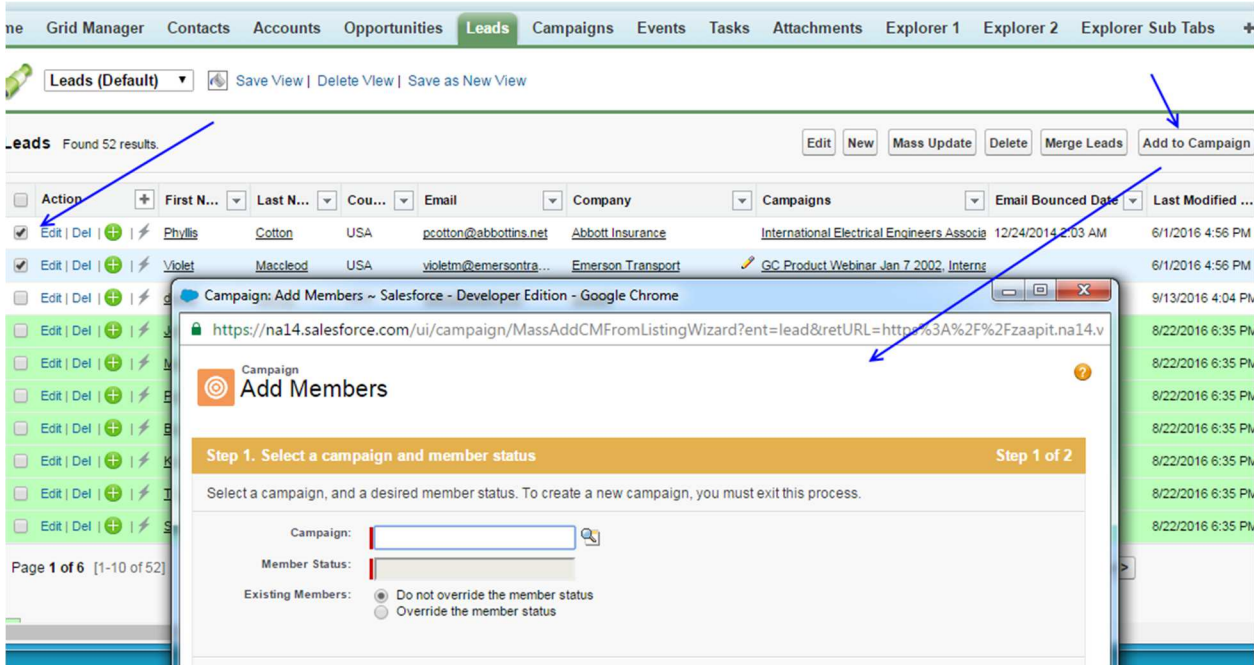 Grid Manager Contacts Accounts Opportunities Leads Campaigns Events Tasks Attachments Explorer 1 Explorer 2 Explorer Sub Tabs +
Leads (Default) Save View | Delete View | Save as New View
Leads Found 52 results. Edit New Mass Update Delete Merge Leads Add to Campaign
Action First N... Last N... Cou... Email Company Campaigns Email Bounced Date Last Modified ...
Edit | Del | Phyllis Cotton USA pcotton@abbottins.net Abbott Insurance International Electrical Engineers Associa 12/24/2014 2:03 AM 6/1/2016 4:56 PM
Edit | Del | Violet Maccleod USA violetm@emersontra... Emerson Transport GC Product Webinar Jan 7 2002, Interna 6/1/2016 4:56 PM
Edit | Del | 9/13/2016 4:04 PM
Edit | Del | 8/22/2016 6:35 PM
Edit | Del | 8/22/2016 6:35 PM
Edit | Del | 8/22/2016 6:35 PM
Edit | Del | 8/22/2016 6:35 PM
Edit | Del | 8/22/2016 6:35 PM
Edit | Del | 8/22/2016 6:35 PM
Edit | Del | 8/22/2016 6:35 PM
Page 1 of 6 [1-10 of 52] >
Campaign: Add Members ~ Salesforce - Developer Edition - Google Chrome
https://na14.salesforce.com/ui/campaign/MassAddCMFromListingWizard?ent=lead&retURL=https%3A%2F%2Fzaapit.na14.v
Campaign
Add Members
Step 1. Select a campaign and member status Step 1 of 2
Select a campaign, and a desired member status. To create a new campaign, you must exit this process.
Campaign:
Member Status:
Existing Members: Do not override the member status
Override the member status